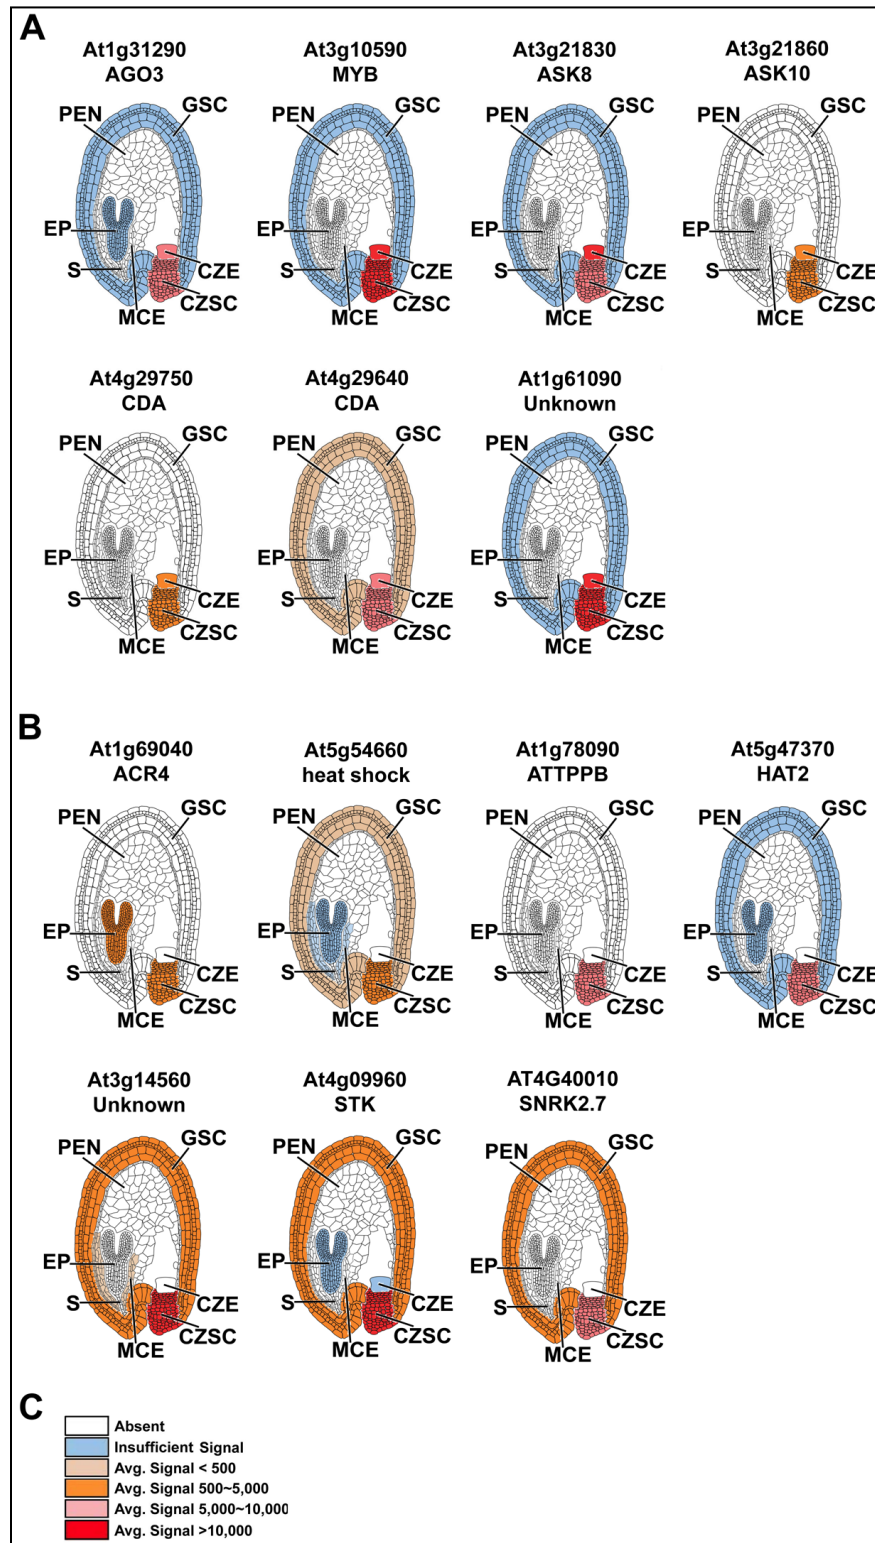 A
At1g31290
AGO3
PEN
GSC
EP
S
CZE
CZSC
MCE
At3g10590
MYB
PEN
GSC
EP
S
CZE
CZSC
MCE
At3g21830
ASK8
PEN
GSC
EP
S
CZE
CZSC
MCE
At3g21860
ASK10
PEN
GSC
EP
S
CZE
CZSC
MCE
At4g29750
CDA
PEN
GSC
EP
S
CZE
CZSC
MCE
At4g29640
CDA
PEN
GSC
EP
S
CZE
CZSC
MCE
At1g61090
Unknown
PEN
GSC
EP
S
CZE
CZSC
MCE
B
At1g69040
ACR4
PEN
GSC
EP
S
CZE
CZSC
MCE
At5g54660
heat shock
PEN
GSC
EP
S
CZE
CZSC
MCE
At1g78090
ATTPPB
PEN
GSC
EP
S
CZE
CZSC
MCE
At5g47370
HAT2
PEN
GSC
EP
S
CZE
CZSC
MCE
At3g14560
Unknown
PEN
GSC
EP
S
CZE
CZSC
MCE
At4g09960
STK
PEN
GSC
EP
S
CZE
CZSC
MCE
AT4G40010
SNRK2.7
PEN
GSC
EP
S
CZE
CZSC
MCE
C
Absent
Insufficient Signal
Avg. Signal < 500
Avg. Signal 500~5,000
Avg. Signal 5,000~10,000
Avg. Signal >10,000